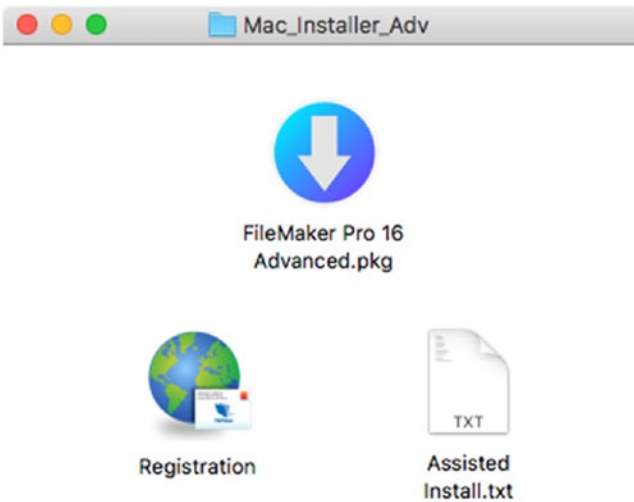 Mac_Installer_Adv
FileMaker Pro 16
Advanced.pkg
TXT
Registration
Assisted
Install.txt